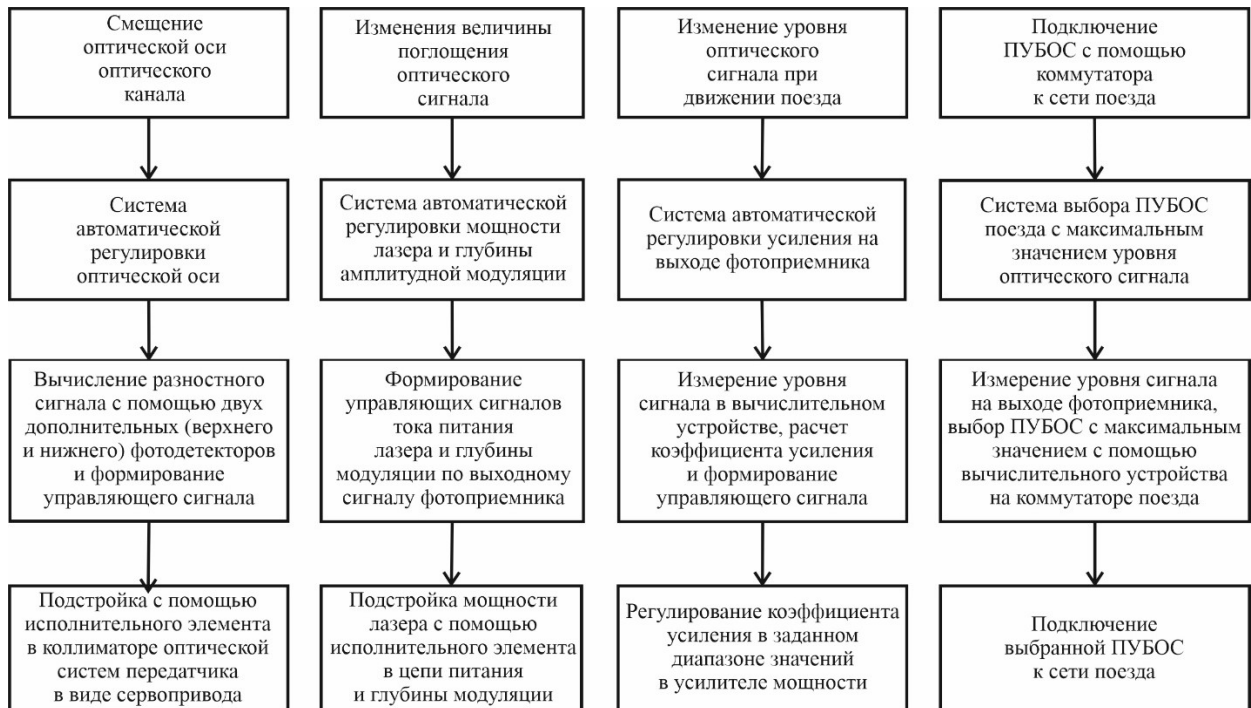 Смещение
оптической оси
оптического
канала
Изменения величины
поглощения
оптического
сигнала
Изменение уровня
оптического
сигнала при
движении поезда
Подключение
ПУБОС с помощью
коммутатора
к сети поезда
Система
автоматической
регулировки
оптической оси
Система автоматической
регулировки мощности
лазера и глубины
амплитудной модуляции
Система автоматической
регулировки усиления на
выходе фотоприемника
Система выбора ПУБОС
поезда с максимальным
значением уровня
оптического сигнала
Вычисление разностного
сигнала с помощью двух
дополнительных (верхнего
и нижнего) фотодетекторов
и формирование
управляющего сигнала
Формирование
управляющих сигналов
тока питания
лазера и глубины
модуляции по выходному
сигналу фотоприемника
Измерение уровня
сигнала в вычислительном
устройстве, расчет
коэффициента усиления
и формирование
управляющего сигнала
Измерение уровня сигнала
на выходе фотоприемника,
выбор ПУБОС с максимальным
значением с помощью
вычислительного устройства
на коммутаторе поезда
Подстройка с помощью
исполнительного элемента
в коллиматоре оптической
систем передатчика
в виде сервопривода
Подстройка мощности
лазера с помощью
исполнительного элемента
в цепи питания
и глубины модуляции
Регулирование коэффициента
усиления в заданном
диапазоне значений
в усилителе мощности
Подключение
выбранной ПУБОС
к сети поезда